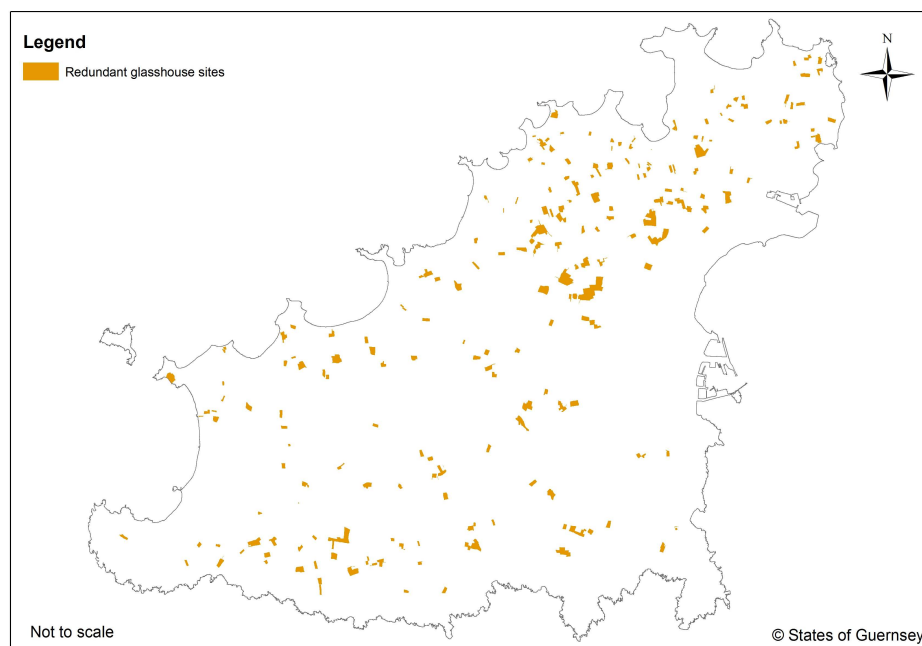 Legend
Redundant glasshouse sites
N
Not to scale
© States of Guernsey